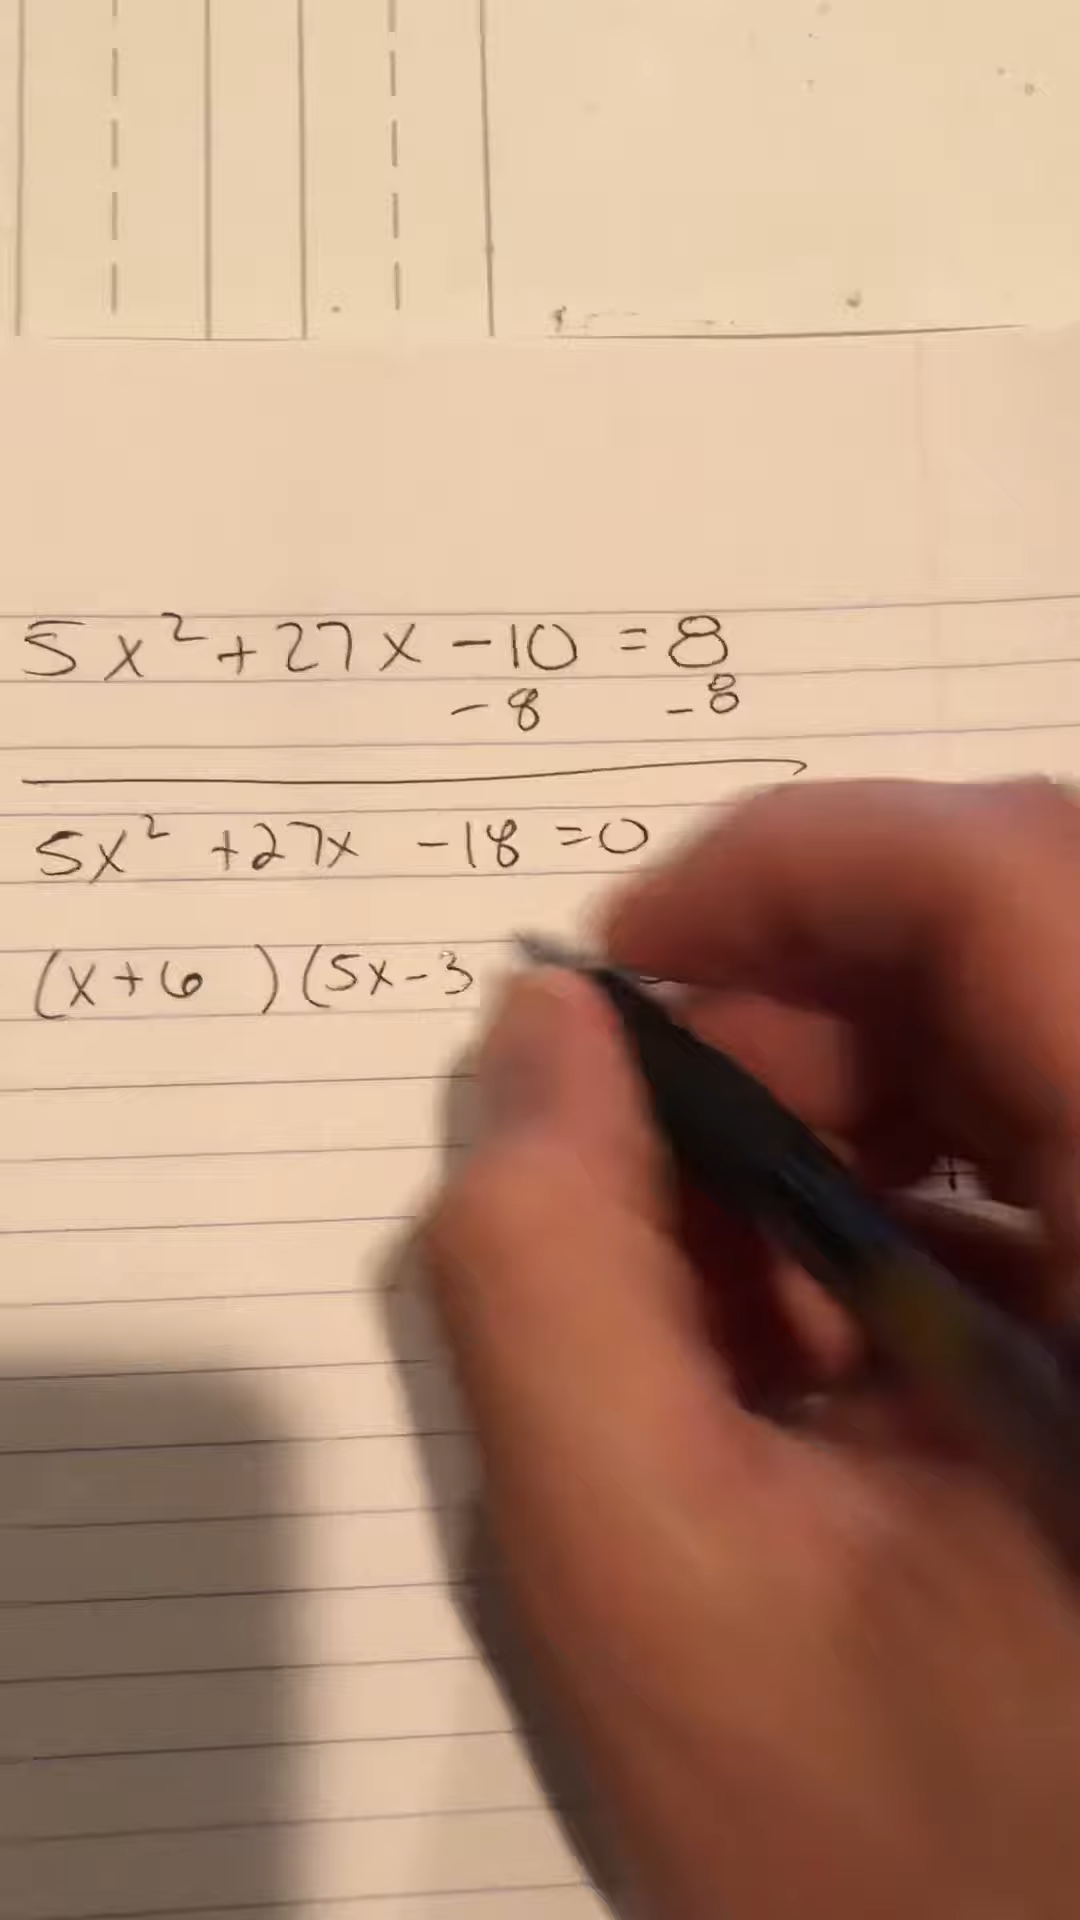 5x² + 27x - 10 = 8
- 8 - 8
5x² + 27x - 18 = 0
(x + 6 ) (5x - 3